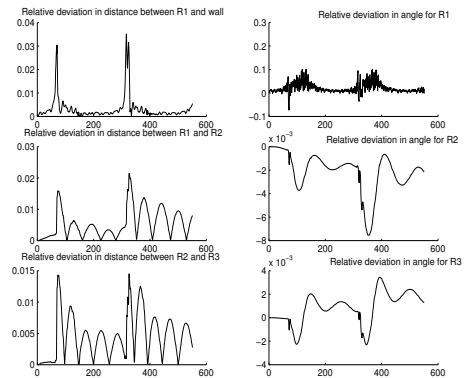 Relative deviation in distance between R1 and wall
0.04
0.03
0.02
0.01
0
0 200 400 600
Relative deviation in angle for R1
0.3
0.2
0.1
0
−0.1
0 200 400 600
Relative deviation in distance between R1 and R2
0.03
0.02
0.01
0
0 200 400 600
x 10⁻³ Relative deviation in angle for R2
0
−2
−4
−6
−8
0 200 400 600
Relative deviation in distance between R2 and R3
0.015
0.01
0.005
0
0 200 400 600
x 10⁻³ Relative deviation in angle for R3
4
2
0
−2
−4
0 200 400 600